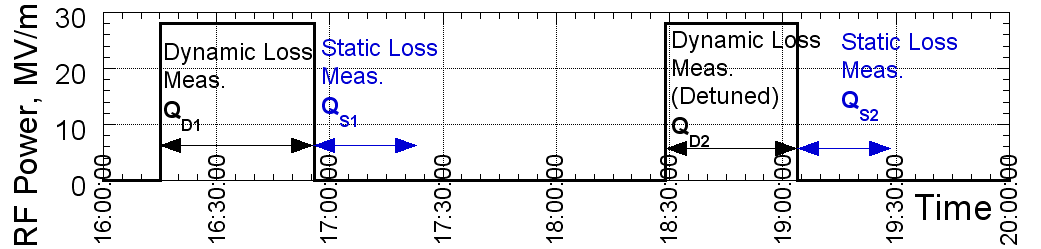 RF Power, MV/m
30
20
10
0
Dynamic Loss
Meas.
QD1
Static Loss
Meas.
QS1
Dynamic Loss
Meas.
(Detuned)
QD2
Static Loss
Meas.
QS2
16:00:00
16:30:00
17:00:00
17:30:00
18:00:00
18:30:00
19:00:00
19:30:00
20:00:00
Time